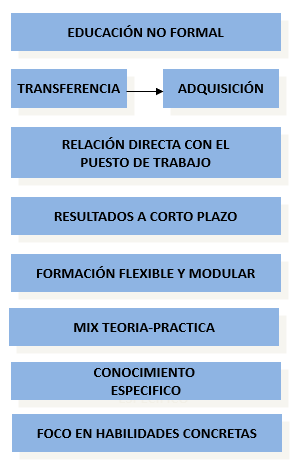 EDUCACIÓN NO FORMAL
TRANSFERENCIA
ADQUISICIÓN
RELACIÓN DIRECTA CON EL
PUESTO DE TRABAJO
RESULTADOS A CORTO PLAZO
FORMACIÓN FLEXIBLE Y MODULAR
MIX TEORIA-PRACTICA
CONOCIMIENTO
ESPECIFICO
FOCO EN HABILIDADES CONCRETAS